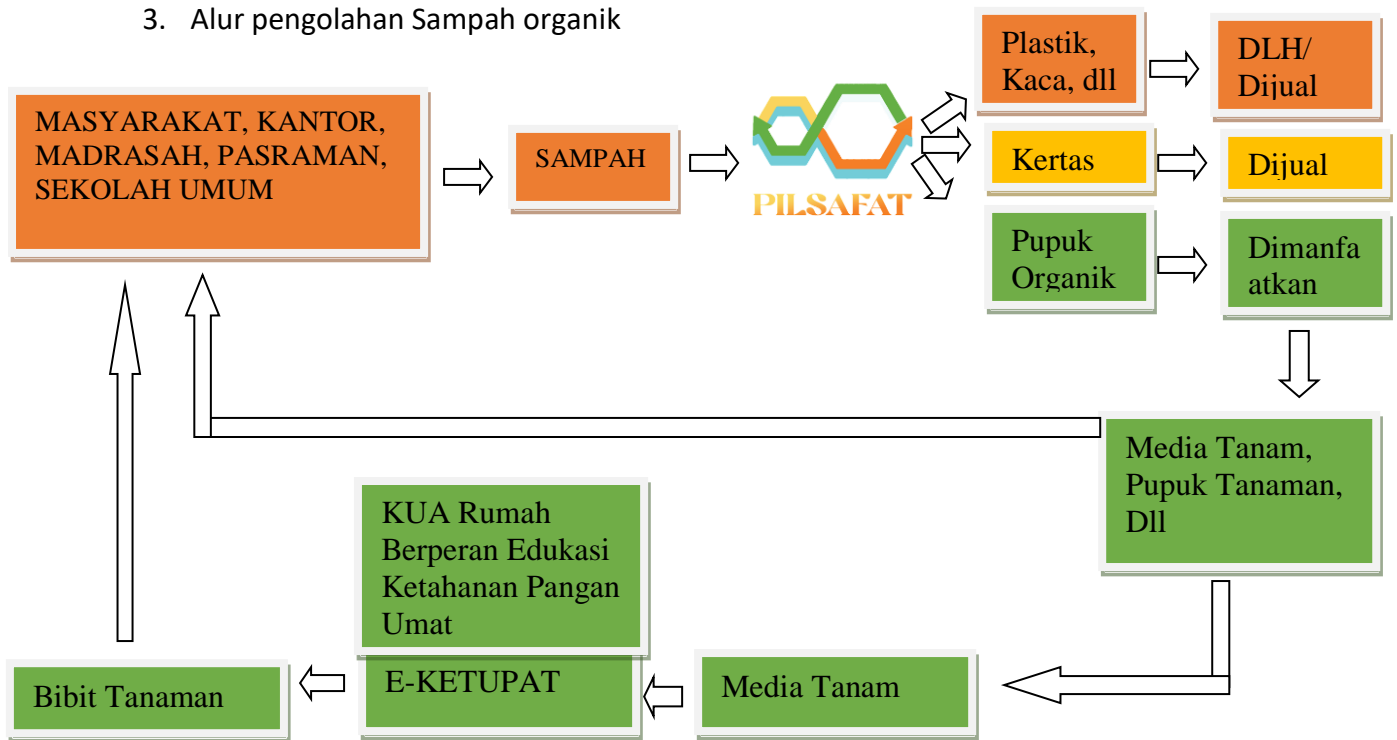 3. Alur pengolahan Sampah organik
MASYARAKAT, KANTOR,
MADRASAH, PASRAMAN,
SEKOLAH UMUM
SAMPAH
PILSAFAT
Plastik,
Kaca, dll
DLH/
Dijual
Kertas
Dijual
Pupuk
Organik
Dimanfa
atkan
Media Tanam,
Pupuk Tanaman,
Dll
KUA Rumah
Berperan Edukasi
Ketahanan Pangan
Umat
E-KETUPAT
Media Tanam
Bibit Tanaman